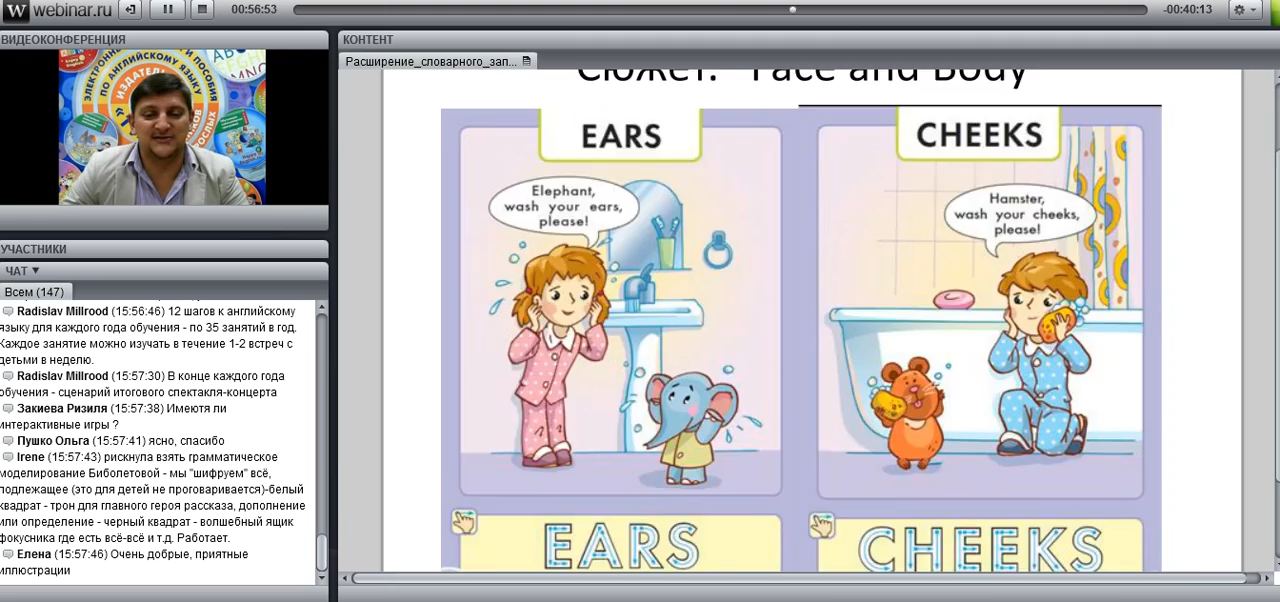 webinar.ru
00:56:53
-00:40:13
ВИДЕОКОНФЕРЕНЦИЯ
ЭЛЕКТРОННЫЕ
ПОСОБИЯ
ПО АНГЛИЙСКОМУ ЯЗЫКУ
УЧАСТНИКИ
ЧАТ
Всем (147)
Radislav Millrood (15:56:46) 12 шагов к английскому
языку для каждого года обучения - по 35 занятий в год.
Каждое занятие можно изучать в течение 1-2 встреч с
детьми в неделю.
Radislav Millrood (15:57:30) В конце каждого года
обучения - сценарий итогового спектакля-концерта
Закиева Ризиля (15:57:38) Имеютя ли
интерактивные игры ?
Пушко Ольга (15:57:41) ясно, спасибо
Irene (15:57:43) рискнула взять грамматическое
моделирование Биболетовой - мы "шифруем" всё,
подлежащее (это для детей не проговаривается)-белый
квадрат - трон для главного героя рассказа, дополнение
или определение - черный квадрат - волшебный ящик
фокусника где есть всё-всё и т.д. Работает.
Елена (15:57:46) Очень добрые, приятные
иллюстрации
КОНТЕНТ
Расширение_словарного_зап...
Сюжет: "Face and Body"
EARS
Elephant,
wash your ears,
please!
EARS
CHEEKS
Hamster,
wash your cheeks,
please!
CHEEKS